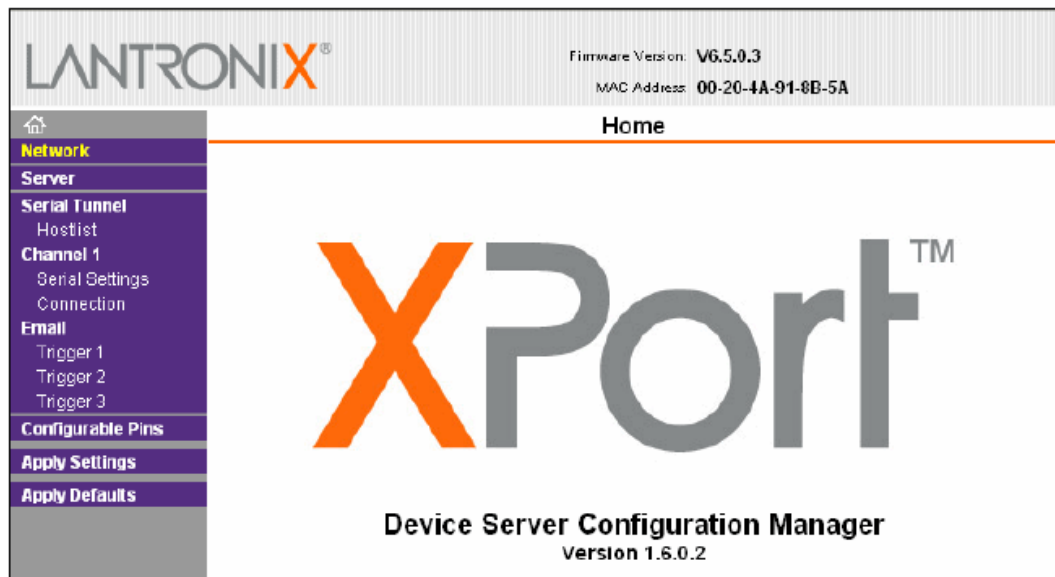 LANTRONIX®
Firmware Version: V6.5.0.3
MAC Address: 00-20-4A-91-8B-5A
Home
Network
Server
Serial Tunnel
Hostlist
Channel 1
Serial Settings
Connection
Email
Trigger 1
Trigger 2
Trigger 3
Configurable Pins
Apply Settings
Apply Defaults
XPort™
Device Server Configuration Manager
Version 1.6.0.2